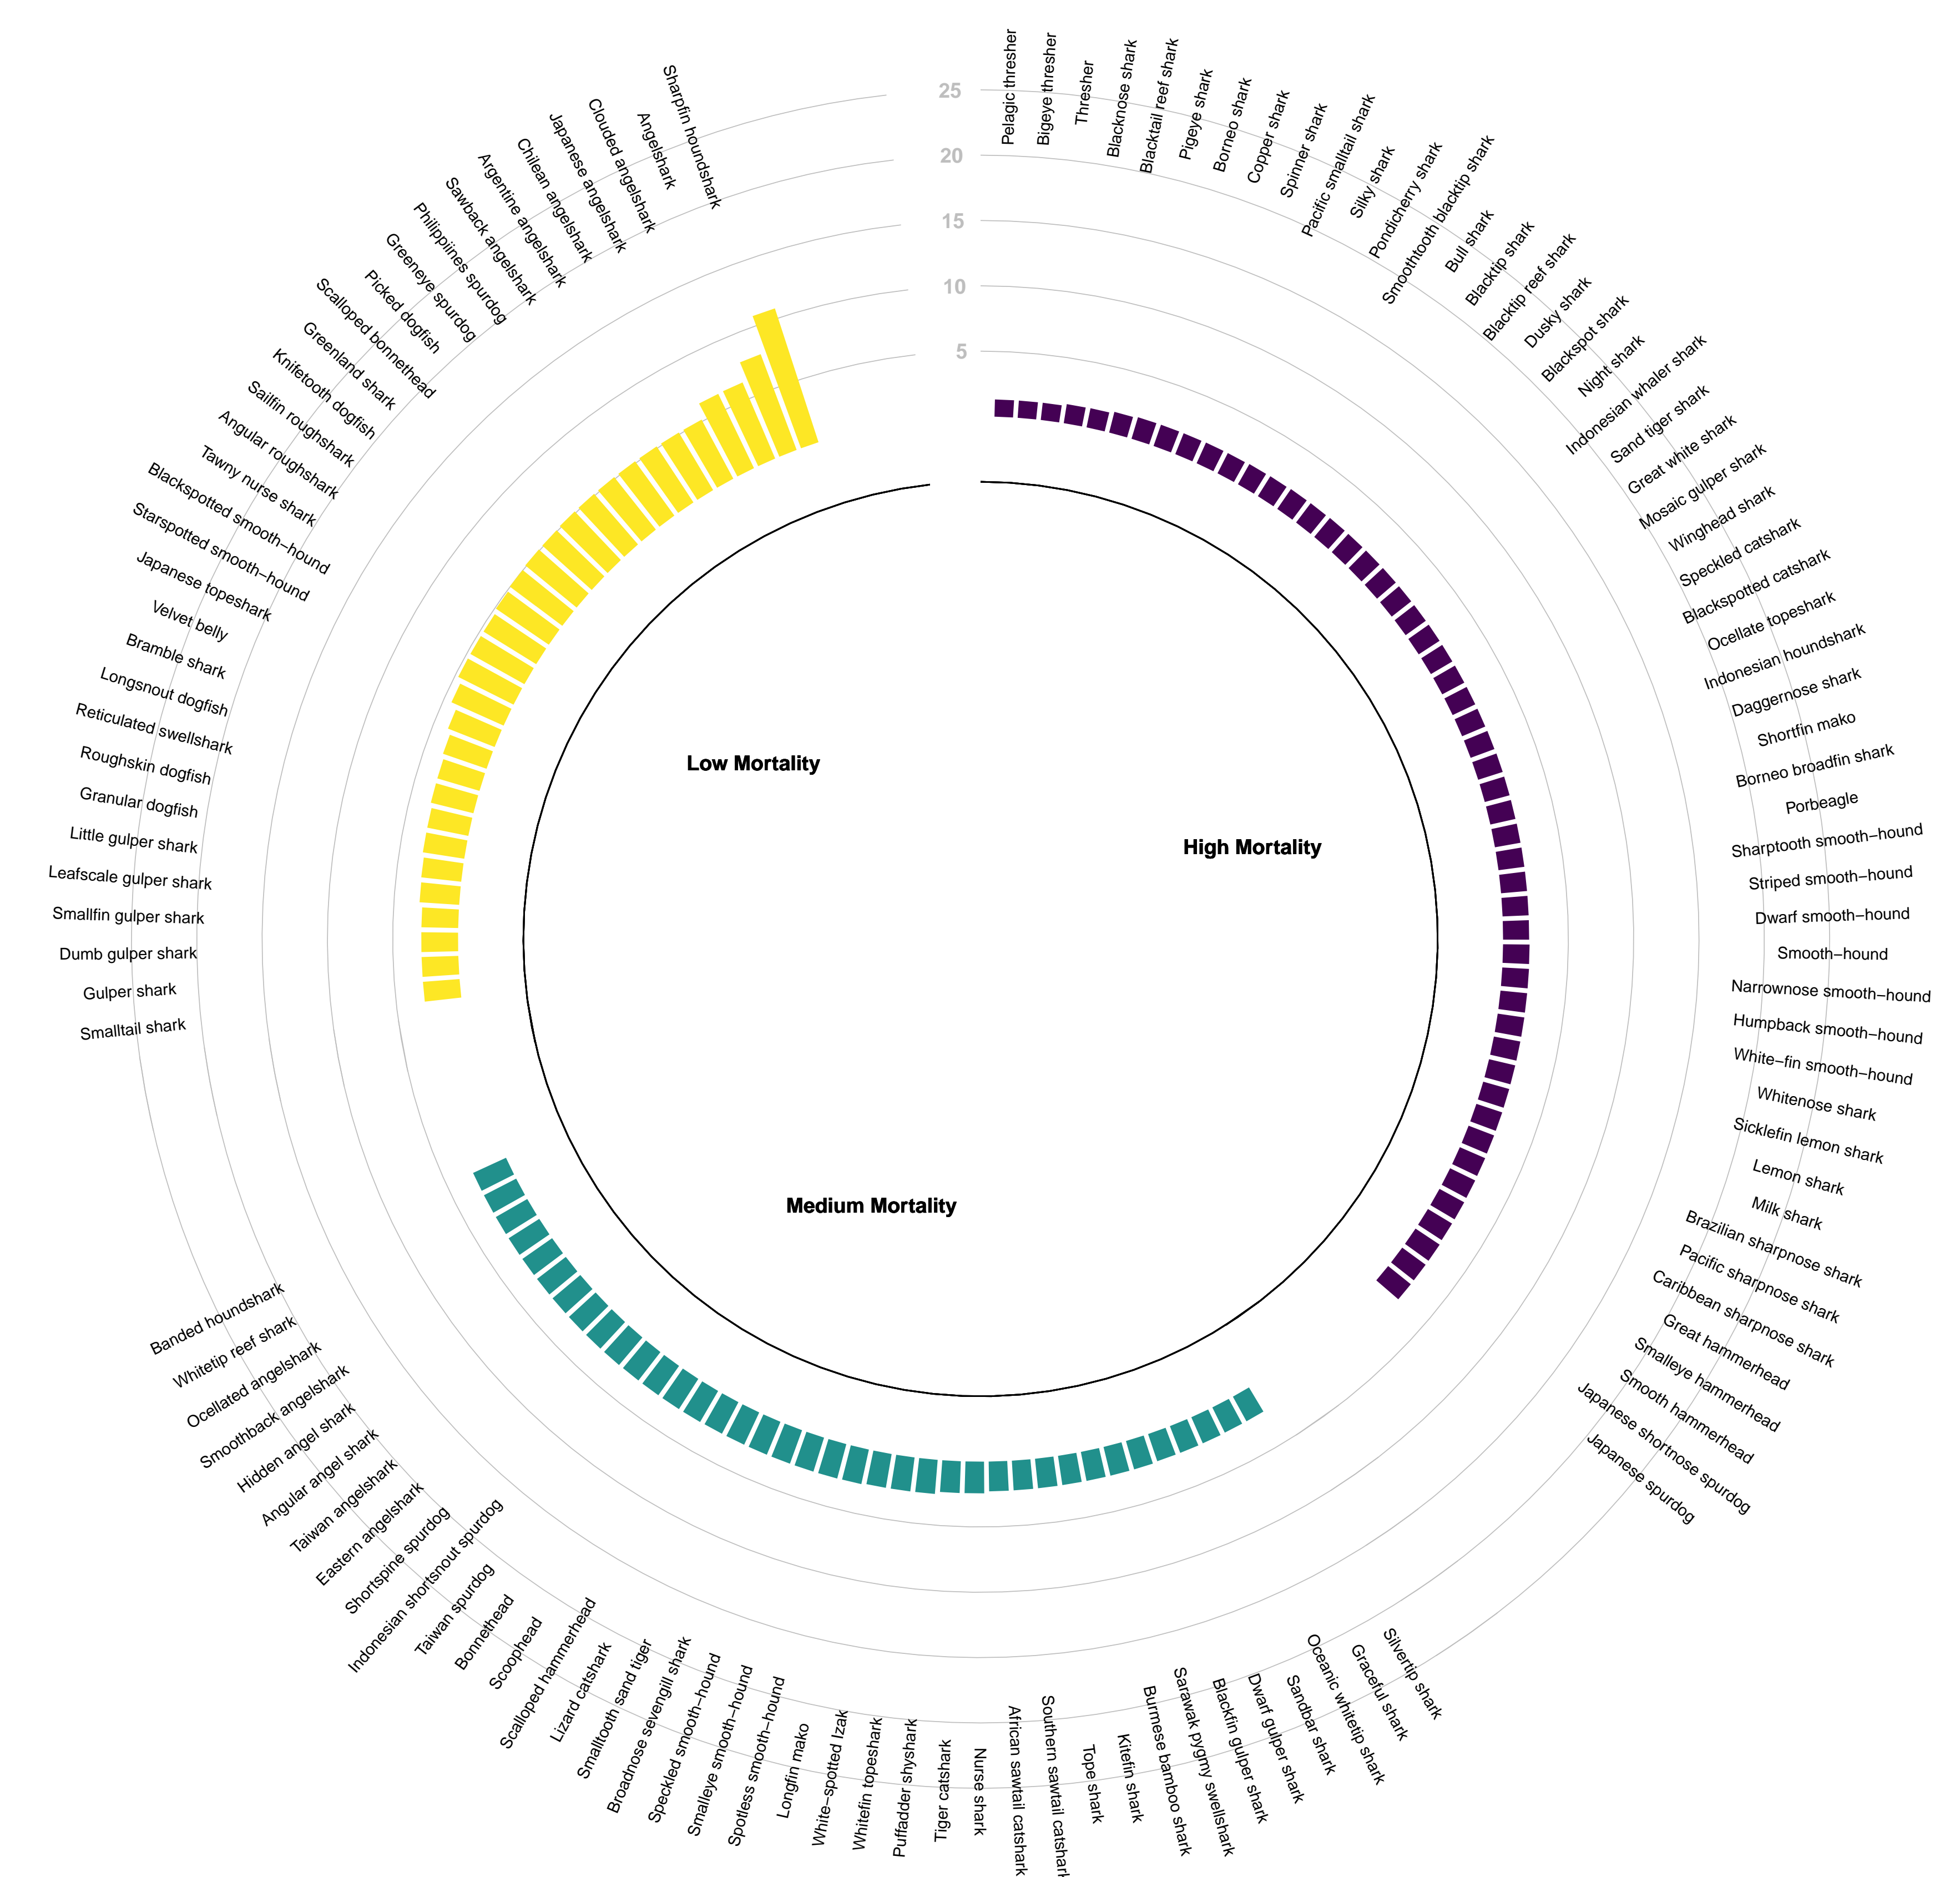 25
20
15
10
5
Pelagic thresher
Bigeye thresher
Thresher
Blacknose shark
Blacktail reef shark
Pigeye shark
Borneo shark
Copper shark
Spinner shark
Pacific smalltail shark
Silky shark
Pondicherry shark
Smoothtooth blacktip shark
Bull shark
Blacktip shark
Blacktip reef shark
Dusky shark
Blackspot shark
Night shark
Indonesian whaler shark
Sand tiger shark
Great white shark
Mosaic gulper shark
Winghead shark
Speckled catshark
Blackspotted catshark
Ocellate topeshark
Indonesian houndshark
Daggernose shark
Shortfin mako
Borneo broadfin shark
Porbeagle
Sharptooth smooth–hound
Striped smooth–hound
Dwarf smooth–hound
Smooth–hound
Narrownose smooth–hound
Humpback smooth–hound
White–fin smooth–hound
Whitenose shark
Sicklefin lemon shark
Lemon shark
Milk shark
Brazilian sharpnose shark
Pacific sharpnose shark
Caribbean sharpnose shark
Great hammerhead
Smalleye hammerhead
Smooth hammerhead
Japanese shortnose spurdog
Japanese spurdog
Silvertip shark
Graceful shark
Oceanic whitetip shark
Sandbar shark
Dwarf gulper shark
Blackfin gulper shark
Sarawak pygmy swellshark
Burmese bamboo shark
Kitefin shark
Tope shark
Southern sawtail catshark
African sawtail catshark
Nurse shark
Tiger catshark
Puffadder shyshark
Whitefin topeshark
White–spotted Izak
Longfin mako
Spotless smooth–hound
Smalleye smooth–hound
Speckled smooth–hound
Broadnose sevengill shark
Smalltooth sand tiger
Lizard catshark
Scalloped hammerhead
Scoophead
Bonnethead
Taiwan spurdog
Indonesian shortsnout spurdog
Shortspine spurdog
Eastern angelshark
Taiwan angelshark
Angular angel shark
Hidden angel shark
Smoothback angelshark
Ocellated angelshark
Whitetip reef shark
Banded houndshark
Smalltail shark
Gulper shark
Dumb gulper shark
Smallfin gulper shark
Leafscale gulper shark
Little gulper shark
Granular dogfish
Roughskin dogfish
Reticulated swellshark
Longsnout dogfish
Bramble shark
Velvet belly
Japanese topeshark
Starspotted smooth–hound
Blackspotted smooth–hound
Tawny nurse shark
Angular roughshark
Sailfin roughshark
Knifetooth dogfish
Greenland shark
Scalloped bonnethead
Picked dogfish
Greeneye spurdog
Philippines spurdog
Sawback angelshark
Argentine angelshark
Chilean angelshark
Japanese angelshark
Clouded angelshark
Angelshark
Sharpfin houndshark
Low Mortality
High Mortality
Medium Mortality